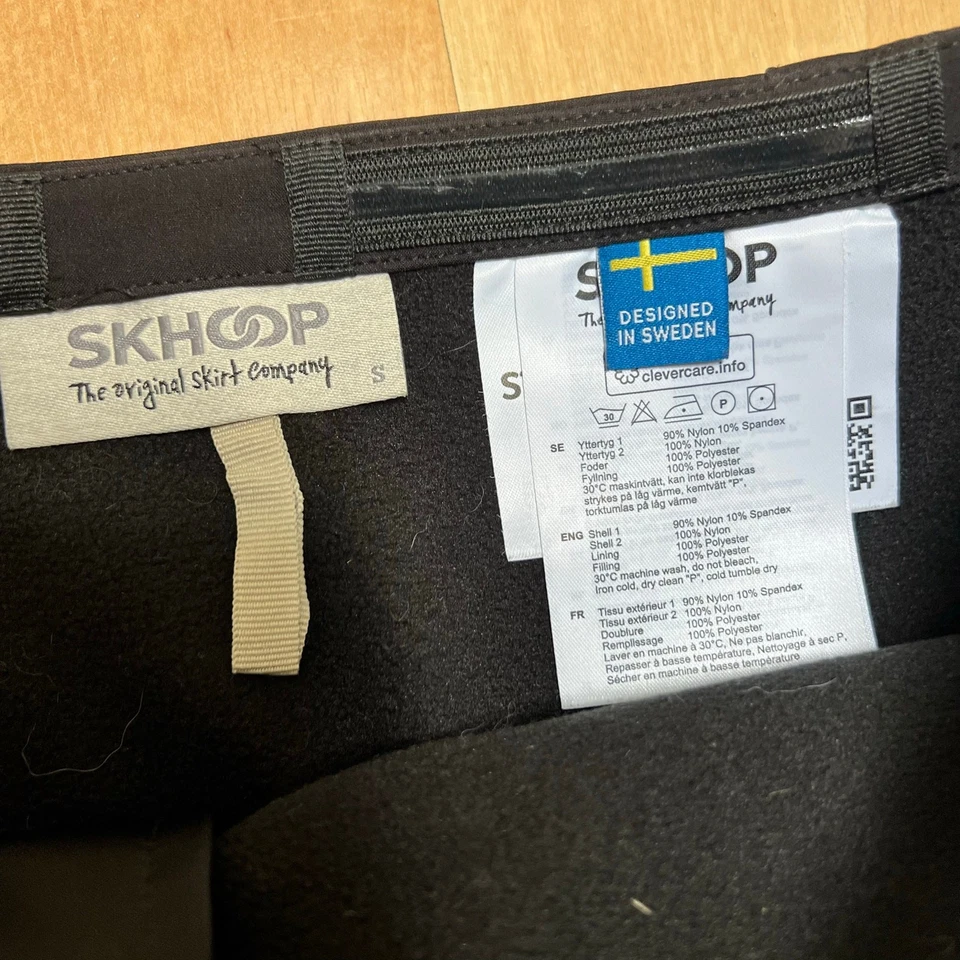 SKHOOP
The original Skirt Company
S
DESIGNED
IN SWEDEN
clevercare.info
30 P
SE Yttertyg 1 90% Nylon 10% Spandex
Yttertyg 2 100% Nylon
Foder 100% Polyester
Fyllning 100% Polyester
30°C maskintvätt, kan inte klorblekas
strykes på låg värme, kemtvätt "P",
torktumlas på låg värme
ENG Shell 1 90% Nylon 10% Spandex
Shell 2 100% Nylon
Lining 100% Polyester
Filling 100% Polyester
30°C machine wash, do not bleach,
Iron cold, dry clean "P", cold tumble dry
FR Tissu extérieur 1 90% Nylon 10% Spandex
Tissu extérieur 2 100% Nylon
Doublure 100% Polyester
Remplissage 100% Polyester
Laver en machine à 30°C, Ne pas blanchir,
Repasser à basse température, Nettoyage à sec P,
Sécher en machine à basse température